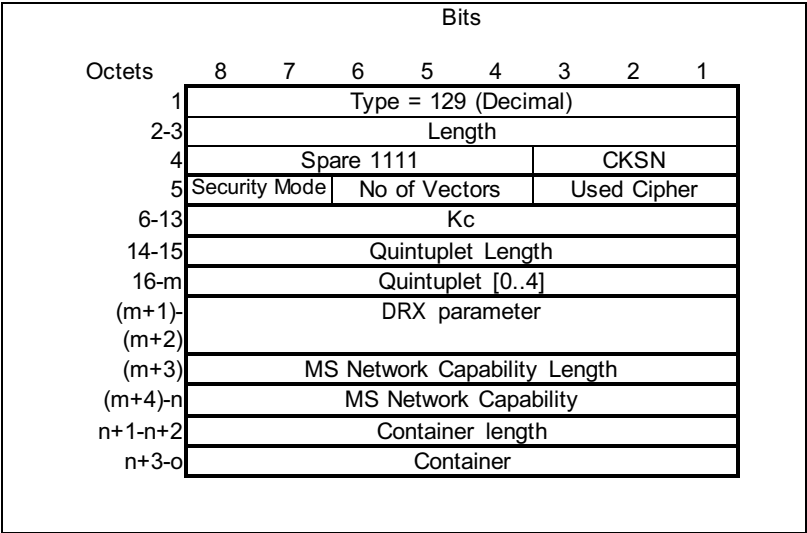 Bits
Octets 8 7 6 5 4 3 2 1
1 Type = 129 (Decimal)
2-3 Length
4 Spare 1111 CKSN
5 Security Mode No of Vectors Used Cipher
6-13 Kc
14-15 Quintuplet Length
16-m Quintuplet [0..4]
(m+1)- DRX parameter
(m+2)
(m+3) MS Network Capability Length
(m+4)-n MS Network Capability
n+1-n+2 Container length
n+3-o Container